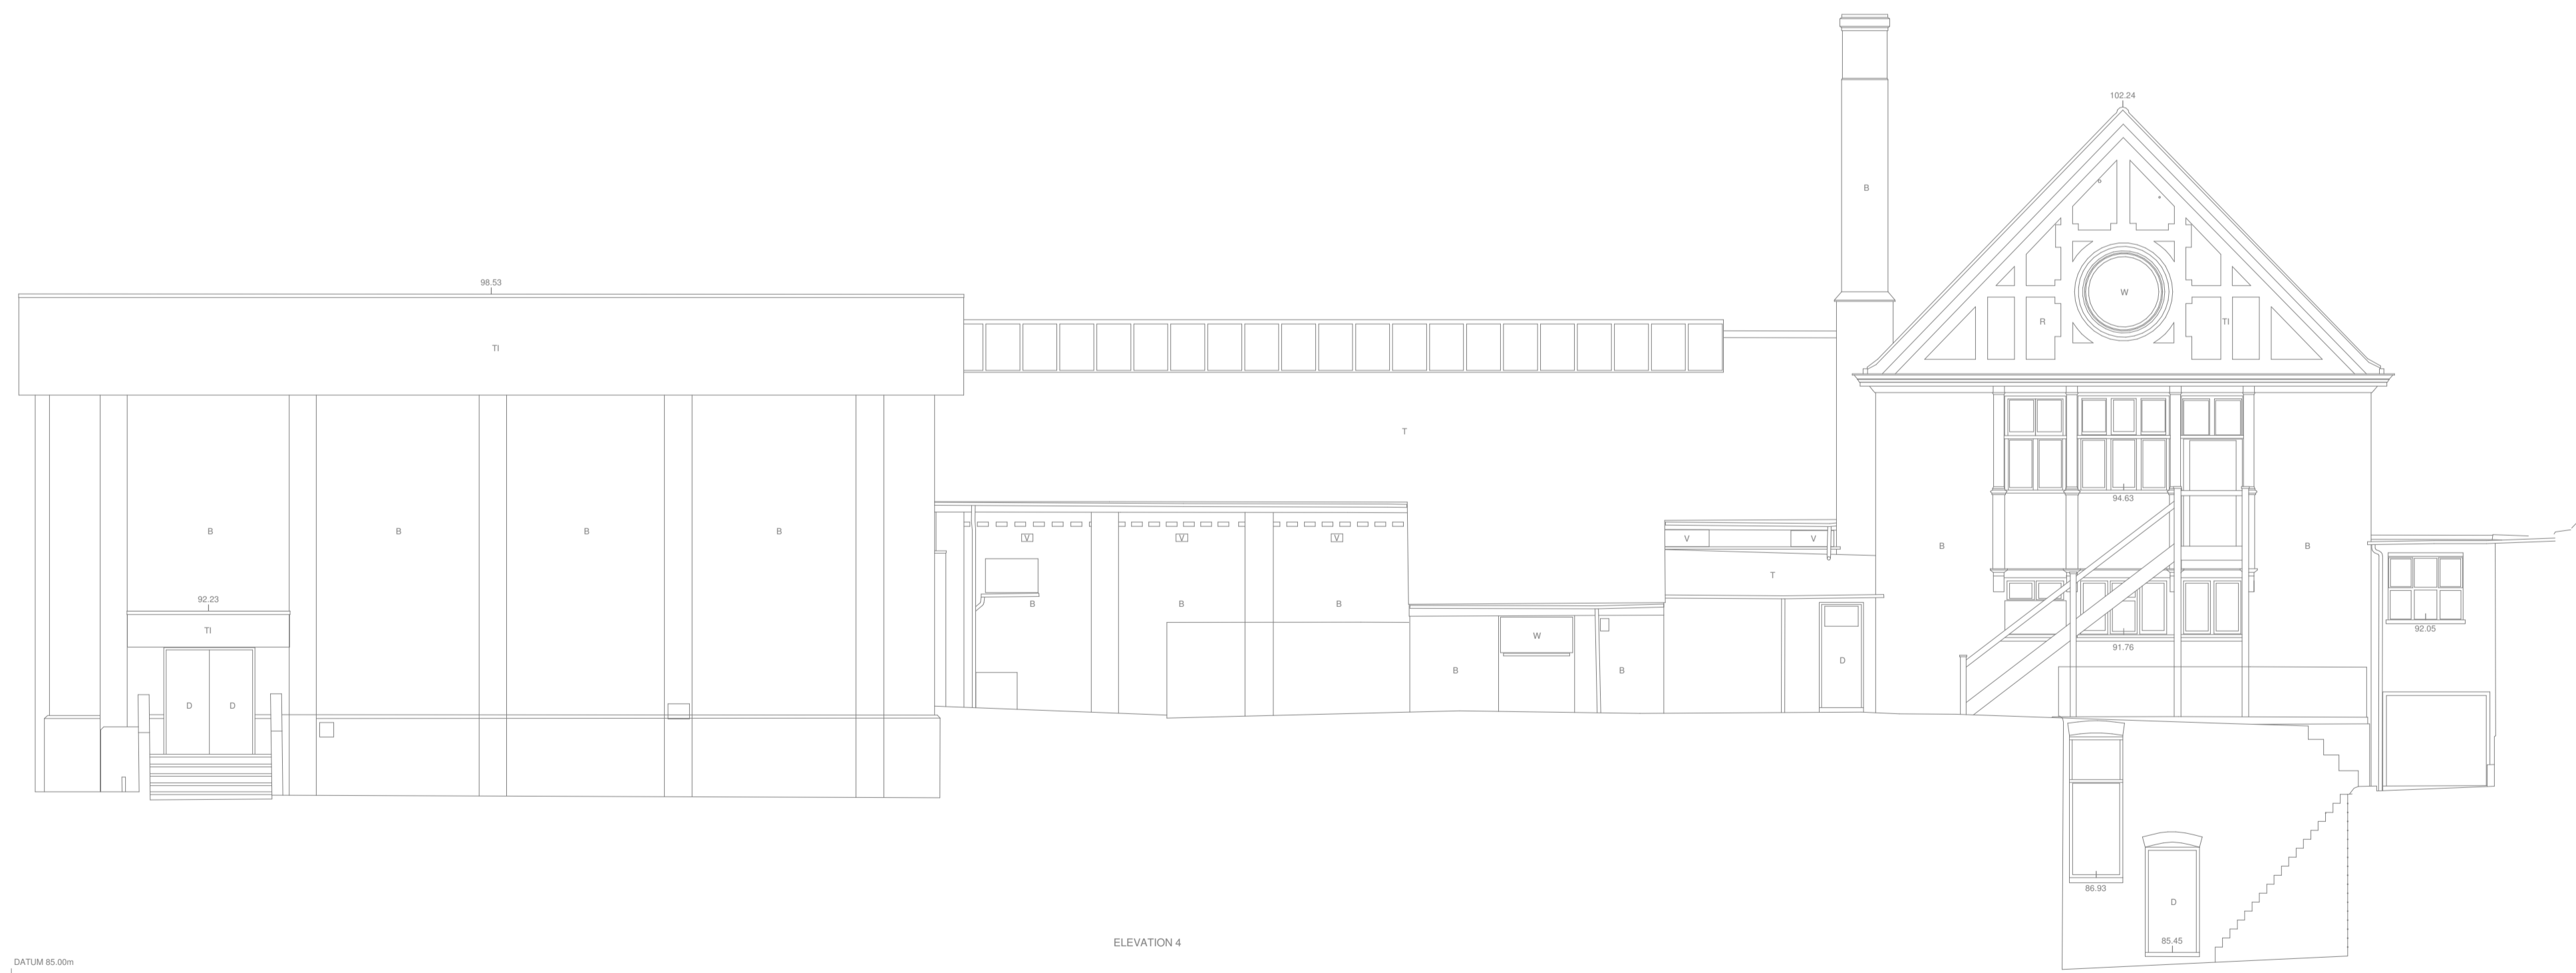 102.24
B
98.53
W
R TI
TI
T
94.63
B B B B
V V V V V
B B
T
92.23
B B B
TI
W
92.05
91.76
D
B B
D D
86.93
D
85.45
ELEVATION 4
DATUM 85.00m